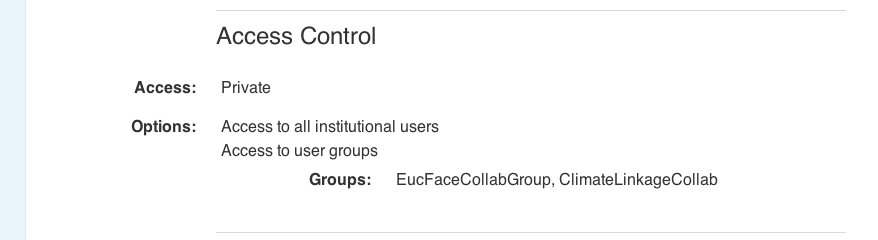 Access Control
Access: Private
Options: Access to all institutional users
Access to user groups
Groups: EucFaceCollabGroup, ClimateLinkageCollab